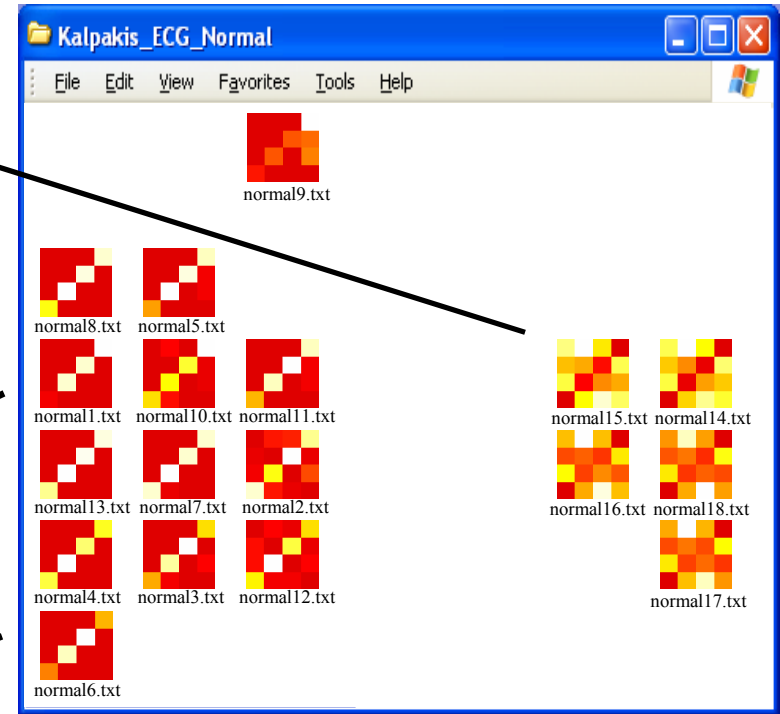 Kalpakis_ECG_Normal
File Edit View Favorites Tools Help
normal9.txt
normal8.txt normal5.txt
normal1.txt normal10.txt normal11.txt normal15.txt normal14.txt
normal13.txt normal7.txt normal2.txt normal16.txt normal18.txt
normal4.txt normal3.txt normal12.txt normal17.txt
normal6.txt